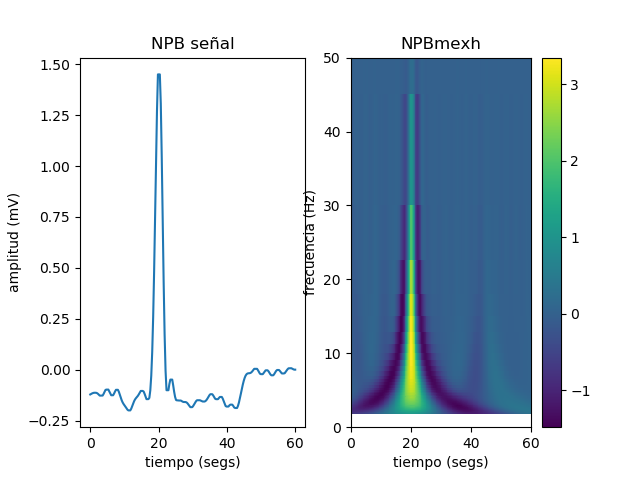 NPB señal
amplitud (mV)
1.50
1.25
1.00
0.75
0.50
0.25
0.00
−0.25
0 20 40 60
tiempo (segs)
NPBmexh
frecuencia (Hz)
50
40
30
20
10
0
0 20 40 60
tiempo (segs)
3
2
1
0
−1